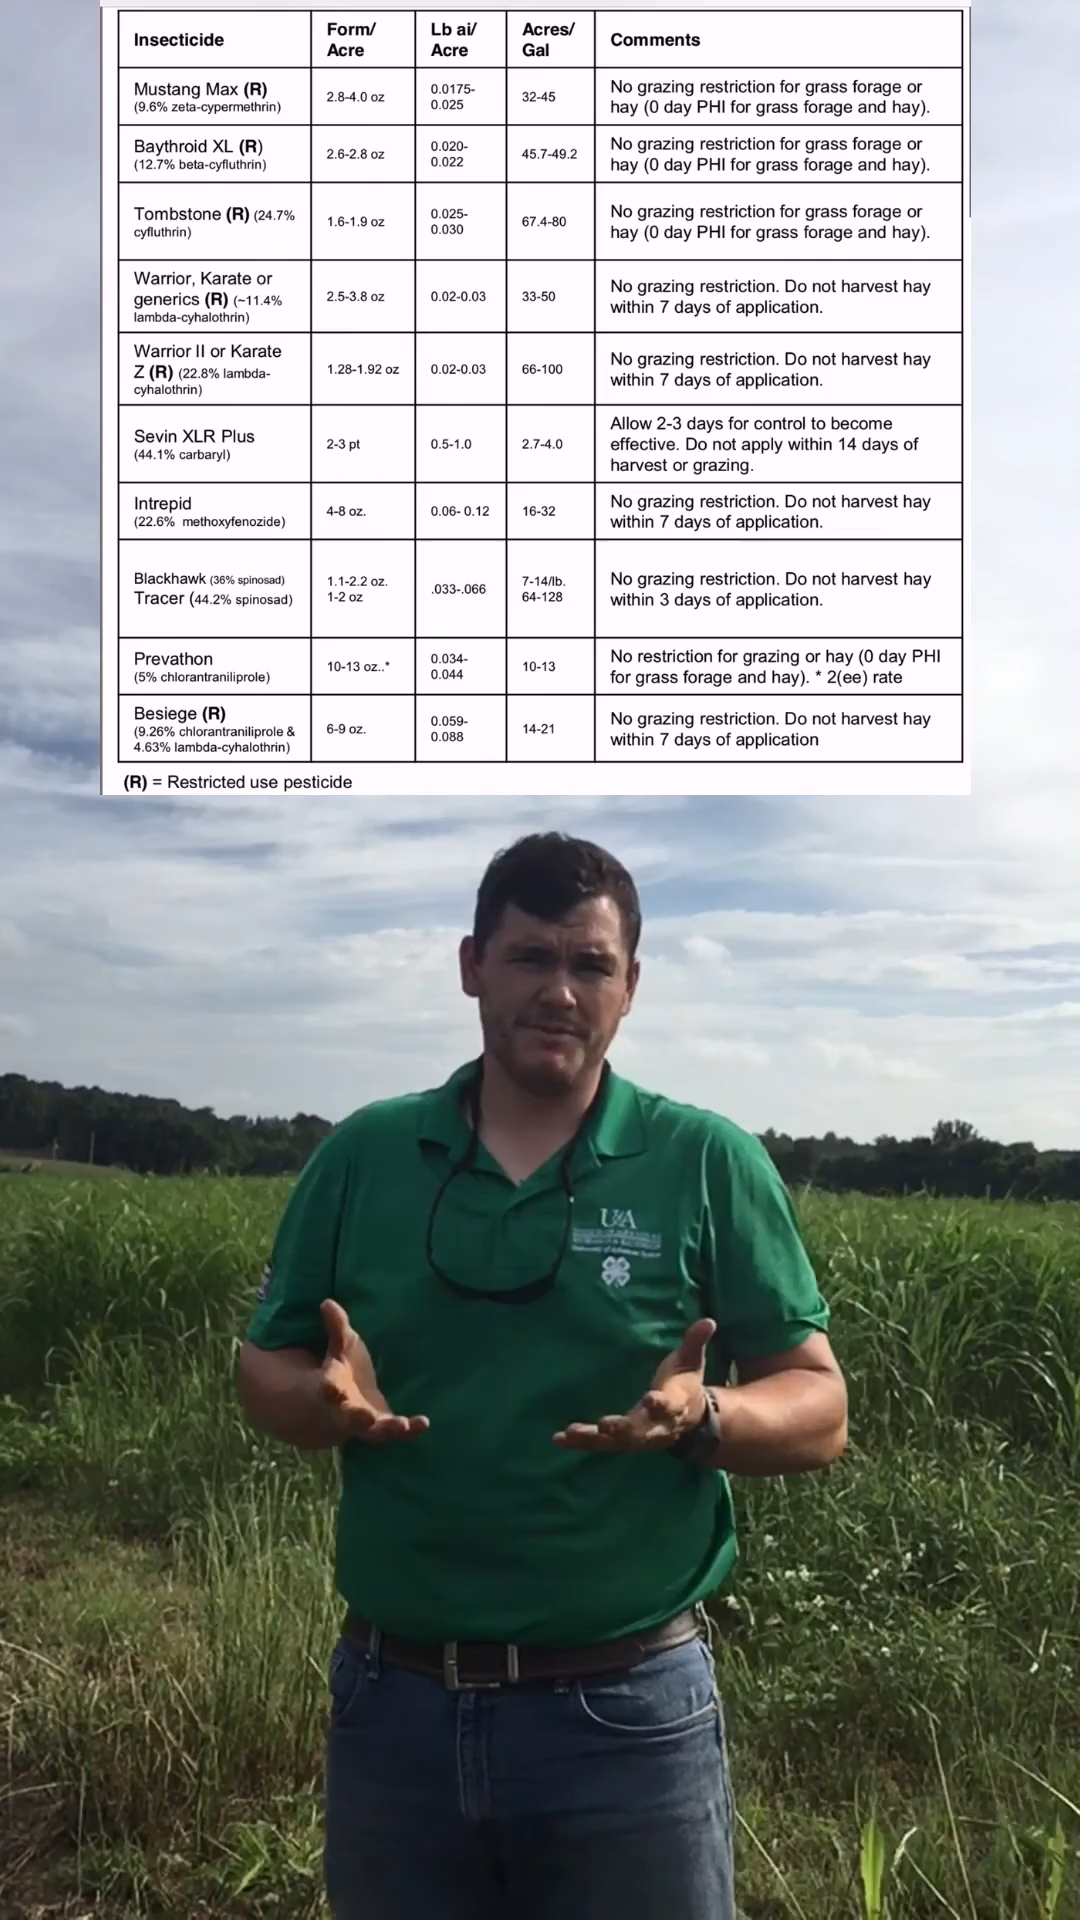 Insecticide
Form/
Acre
Lb ai/
Acre
Acres/
Gal
Comments
Mustang Max (R)
(9.6% zeta-cypermethrin)
2.8-4.0 oz
0.0175-
0.025
32-45
No grazing restriction for grass forage or
hay (0 day PHI for grass forage and hay).
Baythroid XL (R)
(12.7% beta-cyfluthrin)
2.6-2.8 oz
0.020-
0.022
45.7-49.2
No grazing restriction for grass forage or
hay (0 day PHI for grass forage and hay).
Tombstone (R) (24.7%
cyfluthrin)
1.6-1.9 oz
0.025-
0.030
67.4-80
No grazing restriction for grass forage or
hay (0 day PHI for grass forage and hay).
Warrior, Karate or
generics (R) (~11.4%
lambda-cyhalothrin)
2.5-3.8 oz
0.02-0.03
33-50
No grazing restriction. Do not harvest hay
within 7 days of application.
Warrior II or Karate
Z (R) (22.8% lambda-
cyhalothrin)
1.28-1.92 oz
0.02-0.03
66-100
No grazing restriction. Do not harvest hay
within 7 days of application.
Sevin XLR Plus
(44.1% carbaryl)
2-3 pt
0.5-1.0
2.7-4.0
Allow 2-3 days for control to become
effective. Do not apply within 14 days of
harvest or grazing.
Intrepid
(22.6%  methoxyfenozide)
4-8 oz.
0.06- 0.12
16-32
No grazing restriction. Do not harvest hay
within 7 days of application.
Blackhawk (36% spinosad)
Tracer (44.2% spinosad)
1.1-2.2 oz.
1-2 oz
.033-.066
7-14/lb.
64-128
No grazing restriction. Do not harvest hay
within 3 days of application.
Prevathon
(5% chlorantraniliprole)
10-13 oz..*
0.034-
0.044
10-13
No restriction for grazing or hay (0 day PHI
for grass forage and hay). * 2(ee) rate
Besiege (R)
(9.26% chlorantraniliprole &
4.63% lambda-cyhalothrin)
6-9 oz.
0.059-
0.088
14-21
No grazing restriction. Do not harvest hay
within 7 days of application
(R) = Restricted use pesticide
UA
University of Arkansas System